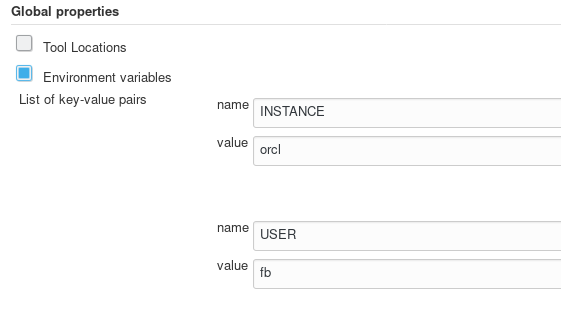 Global properties
Tool Locations
Environment variables
List of key-value pairs
name INSTANCE
value orcl
name USER
value fb